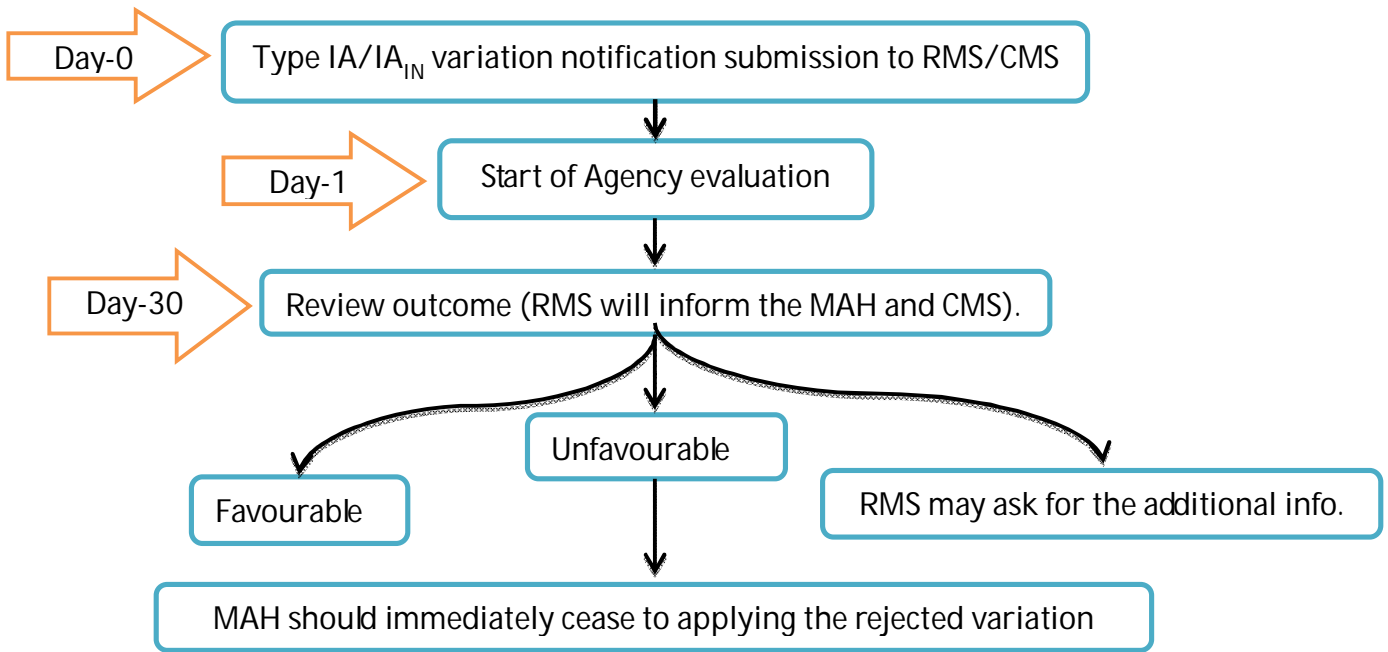 Day-0
Type IA/IA_IN variation notification submission to RMS/CMS
Day-1
Start of Agency evaluation
Day-30
Review outcome (RMS will inform the MAH and CMS).
Unfavourable
Favourable
RMS may ask for the additional info.
MAH should immediately cease to applying the rejected variation